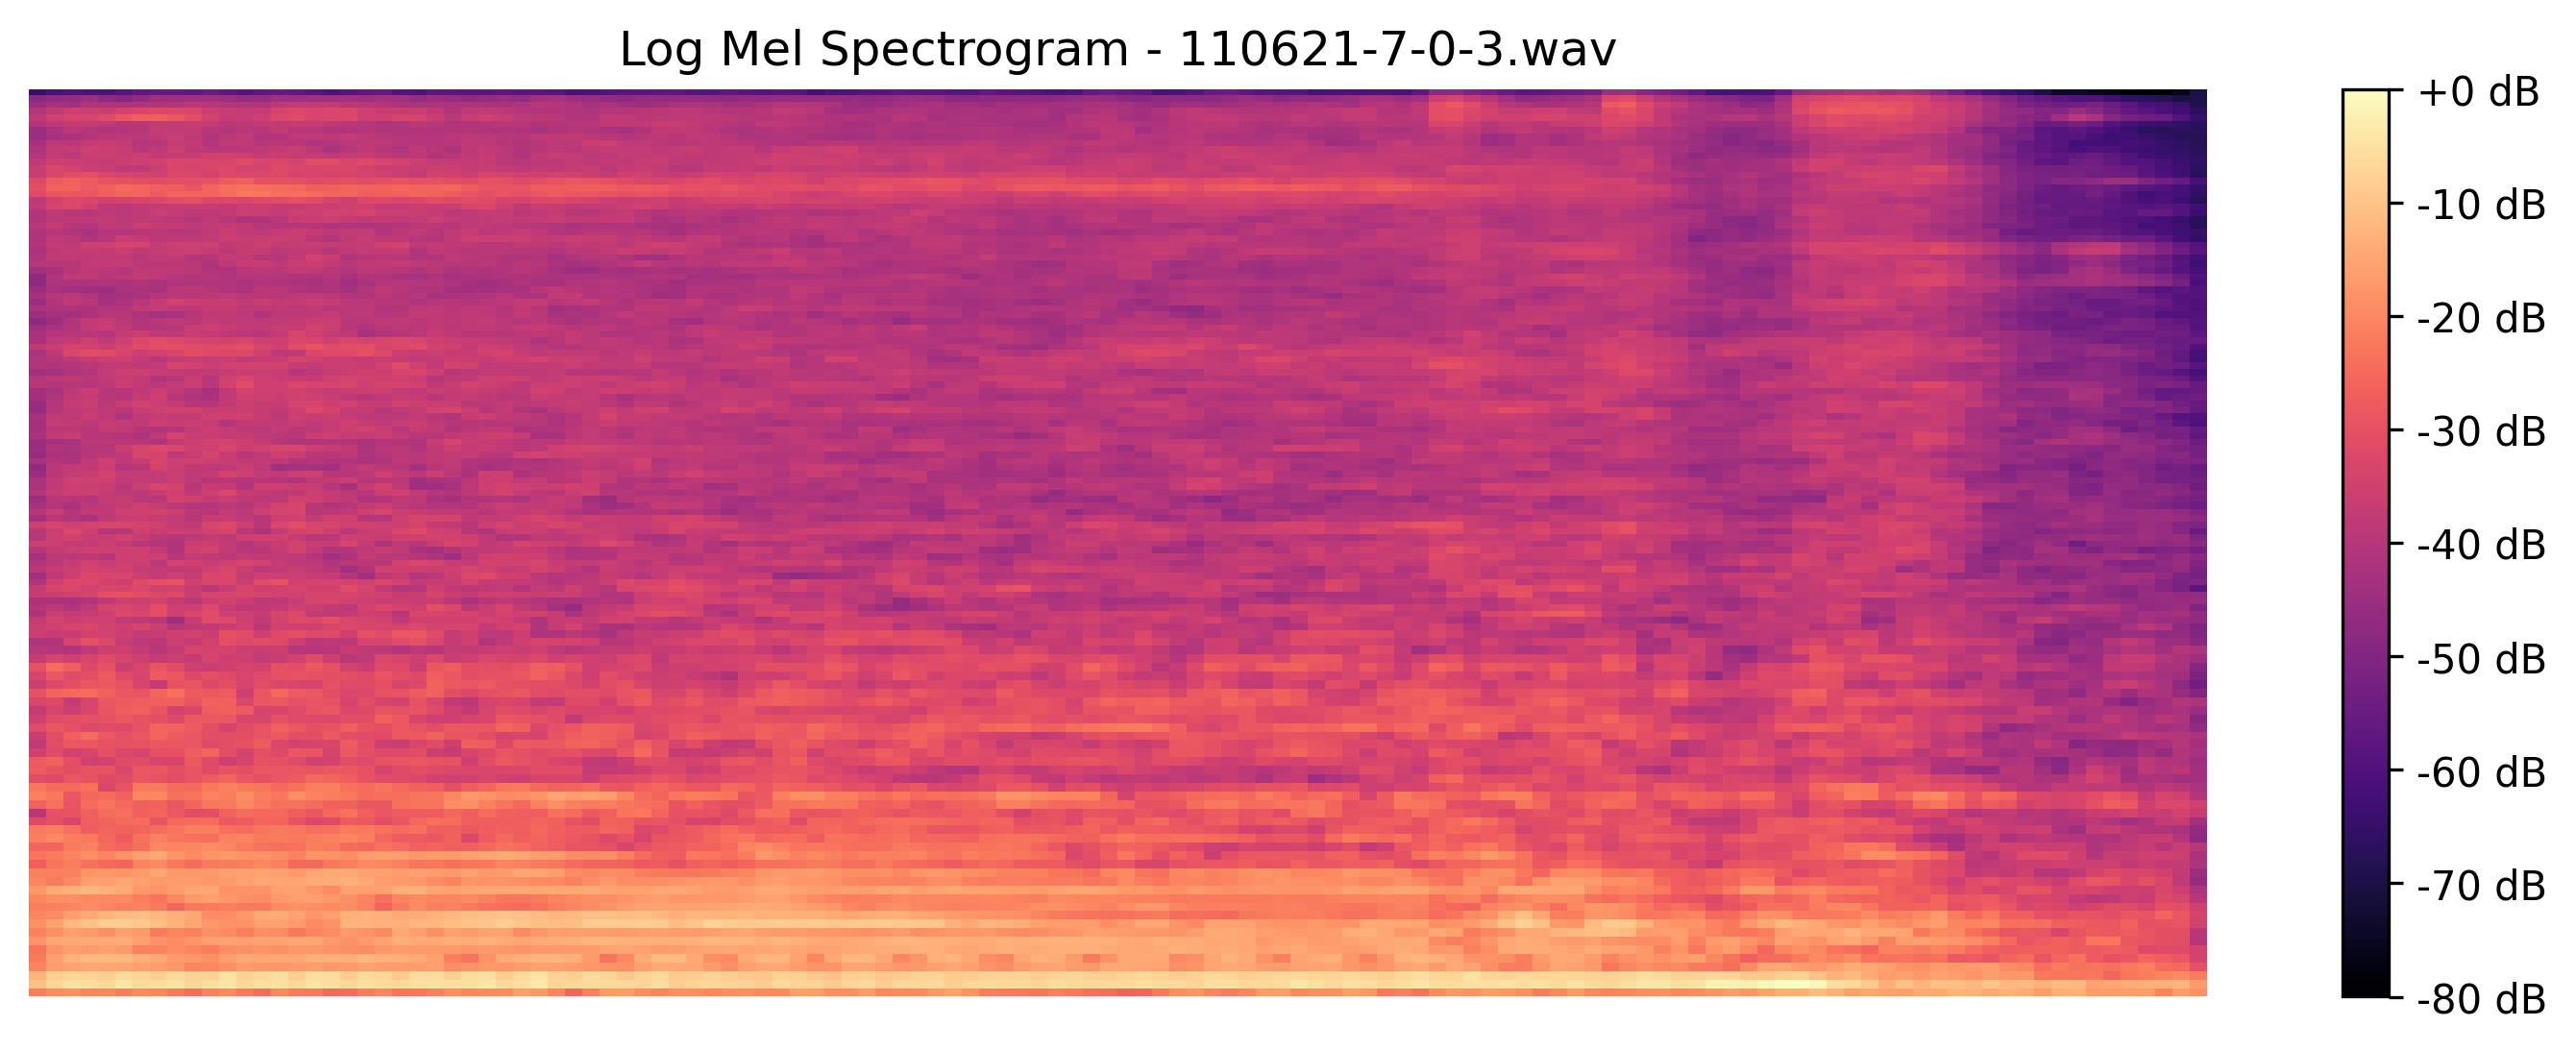 Log Mel Spectrogram - 110621-7-0-3.wav
+0 dB
-10 dB
-20 dB
-30 dB
-40 dB
-50 dB
-60 dB
-70 dB
-80 dB